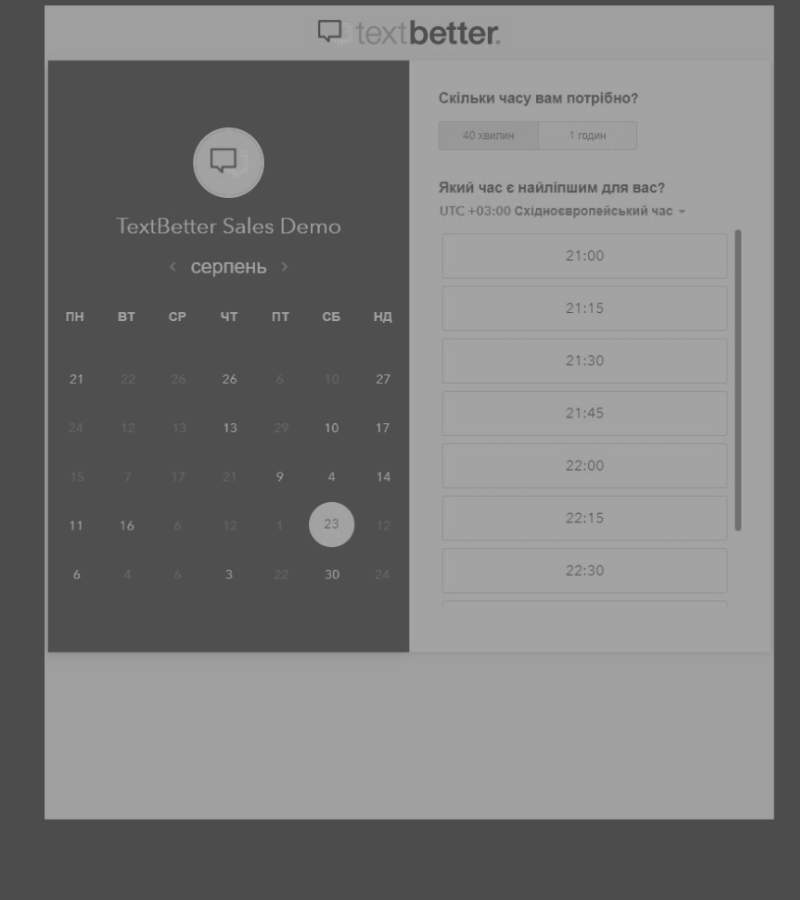 textbetter.
TextBetter Sales Demo
‹ серпень ›
ПН ВТ СР ЧТ ПТ СБ НД
21 22 26 26 6 10 27
24 12 13 13 29 10 17
15 7 17 21 9 4 14
11 16 6 12 1 23 12
6 4 6 3 22 30 24
Скільки часу вам потрібно?
40 хвилин 1 годин
Який час є найліпшим для вас?
UTC +03:00 Східноєвропейський час
21:00
21:15
21:30
21:45
22:00
22:15
22:30